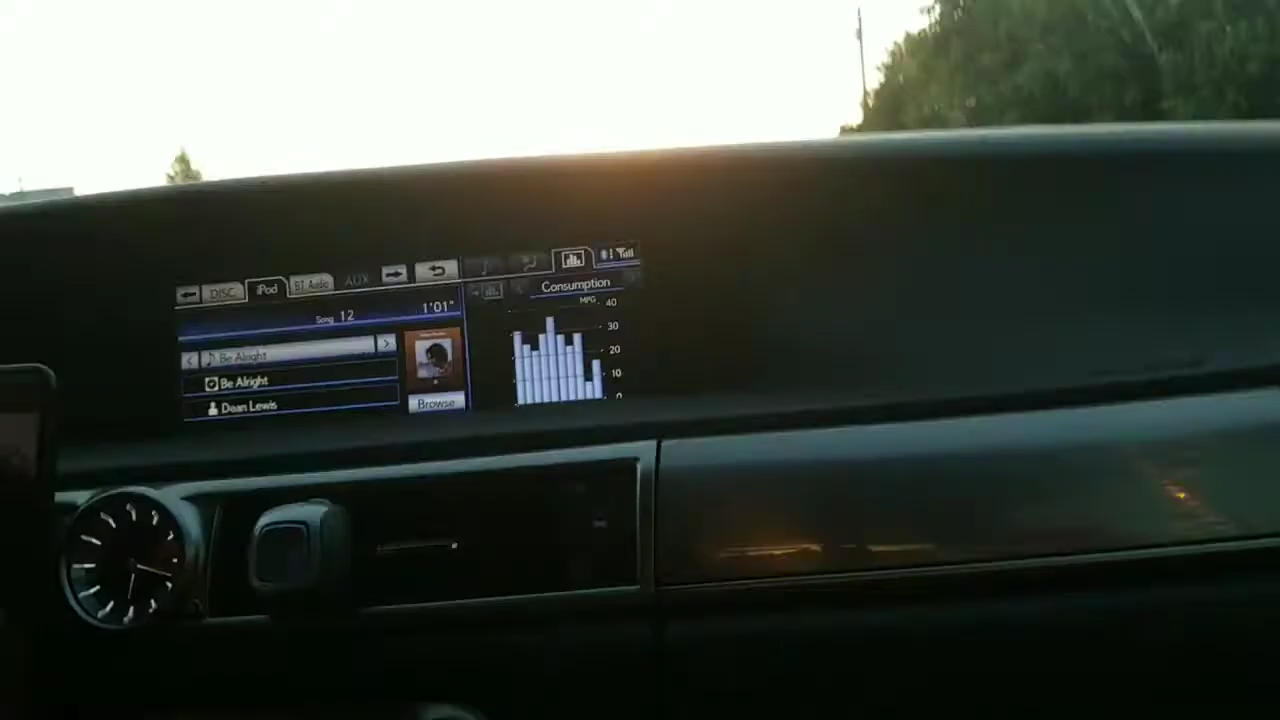 DISC iPod BT Audio AUX
Song 12 1'01"
Be Alright
Be Alright
Dean Lewis
Browse
Consumption
MPG 40
30
20
10
0